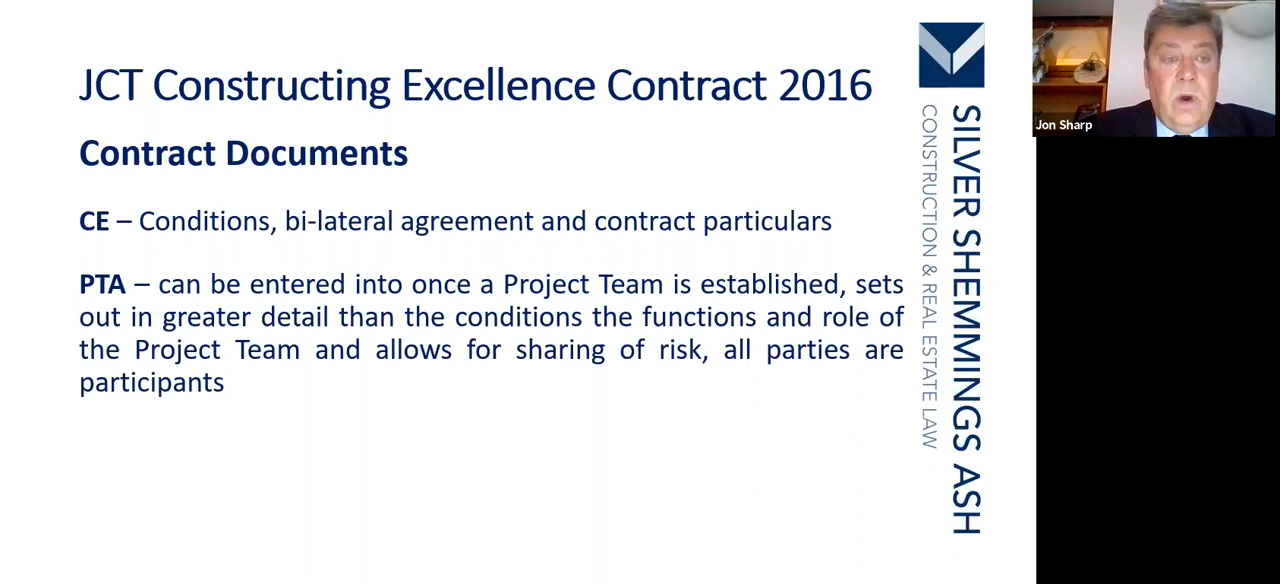 JCT Constructing Excellence Contract 2016
Contract Documents
CE – Conditions, bi-lateral agreement and contract particulars
PTA – can be entered into once a Project Team is established, sets
out in greater detail than the conditions the functions and role of
the Project Team and allows for sharing of risk, all parties are
participants
SILVER SHEMMINGS ASH
CONSTRUCTION & REAL ESTATE LAW
Jon Sharp